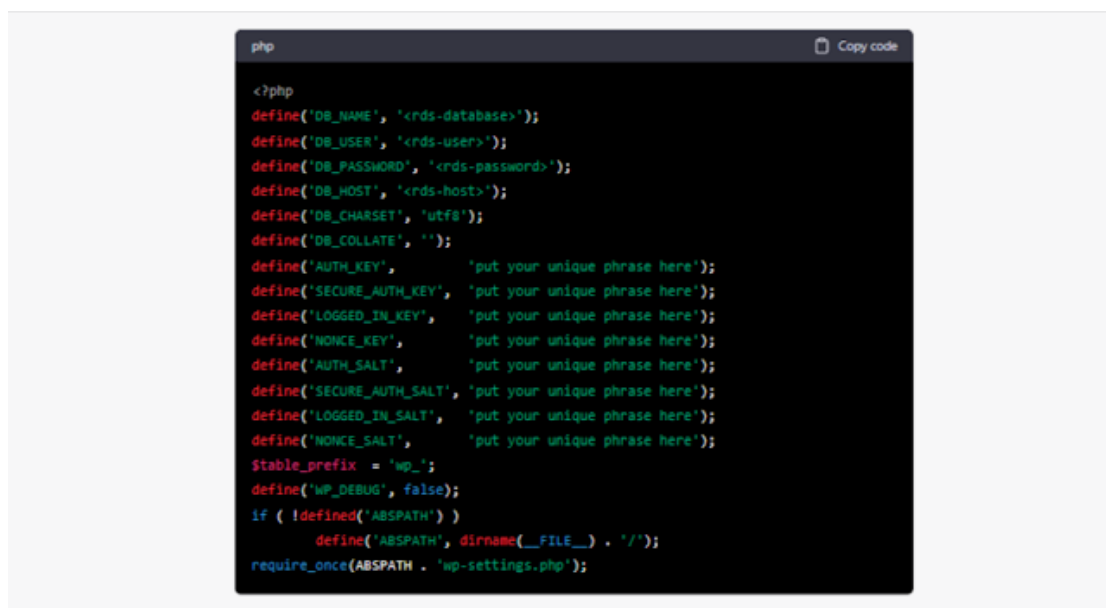 php
Copy code
<?php
define('DB_NAME', '<rds-database>');
define('DB_USER', '<rds-user>');
define('DB_PASSWORD', '<rds-password>');
define('DB_HOST', '<rds-host>');
define('DB_CHARSET', 'utf8');
define('DB_COLLATE', '');
define('AUTH_KEY',         'put your unique phrase here');
define('SECURE_AUTH_KEY',  'put your unique phrase here');
define('LOGGED_IN_KEY',    'put your unique phrase here');
define('NONCE_KEY',        'put your unique phrase here');
define('AUTH_SALT',        'put your unique phrase here');
define('SECURE_AUTH_SALT', 'put your unique phrase here');
define('LOGGED_IN_SALT',   'put your unique phrase here');
define('NONCE_SALT',       'put your unique phrase here');
$table_prefix  = 'wp_';
define('WP_DEBUG', false);
if ( !defined('ABSPATH') )
        define('ABSPATH', dirname(__FILE__) . '/');
require_once(ABSPATH . 'wp-settings.php');